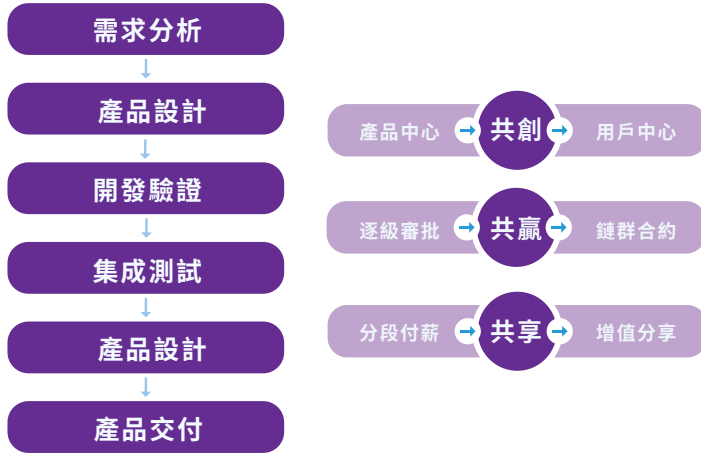 需求分析
產品設計
開發驗證
集成測試
產品設計
產品交付
產品中心 共創 用戶中心
逐級審批 共贏 鏈群合約
分段付薪 共享 增值分享